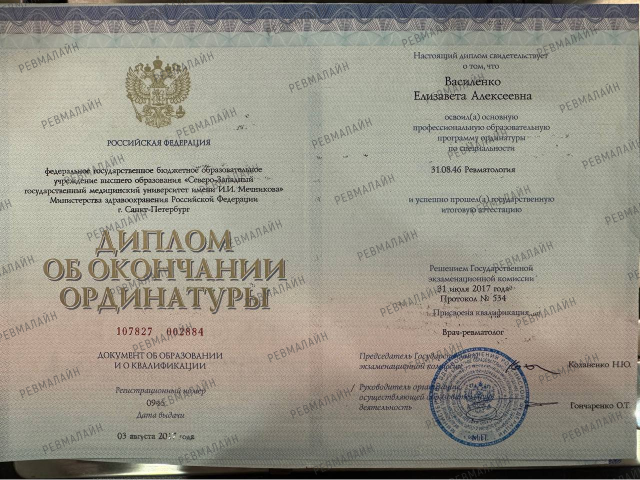 РОССИЙСКАЯ ФЕДЕРАЦИЯ
федеральное государственное бюджетное образовательное
учреждение высшего образования «Северо-Западный
государственный медицинский университет имени И.И. Мечникова»
Министерства здравоохранения Российской Федерации
г. Санкт-Петербург
ДИПЛОМ
ОБ ОКОНЧАНИИ
ОРДИНАТУРЫ
107827 002884
ДОКУМЕНТ ОБ ОБРАЗОВАНИИ
И О КВАЛИФИКАЦИИ
Регистрационный номер
Дата выдачи
03 августа
Настоящий диплом свидетельствует
о том, что
Василенко
Елизавета Алексеевна
освоил(а) основную
профессиональную образовательную
программу ординатуры
по специальности
31.08.46 Ревматология
и успешно прошел(а) государственную
итоговую аттестацию
Решением Государственной
экзаменационной комиссии
31 июля 2017 года
Протокол № 534
Присвоена квалификация
Врач-ревматолог
Председатель
экзаменационной комиссии
Коланенко Н.Ю.
Руководитель организации,
осуществляющей образовательную
деятельность
Гончаренко О.Т.
РЕВМАЛАЙН